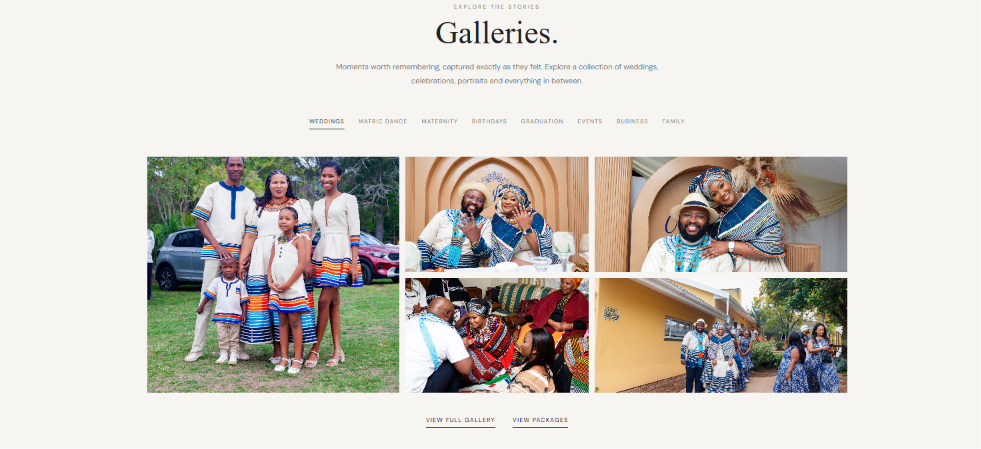 EXPLORE THE STORIES
Galleries.
Moments worth remembering, captured exactly as they felt. Explore a collection of weddings,
celebrations, portraits and everything in between.
WEDDINGS MATRIC DANCE MATERNITY BIRTHDAYS GRADUATION EVENTS BUSINESS FAMILY
VIEW FULL GALLERY VIEW PACKAGES